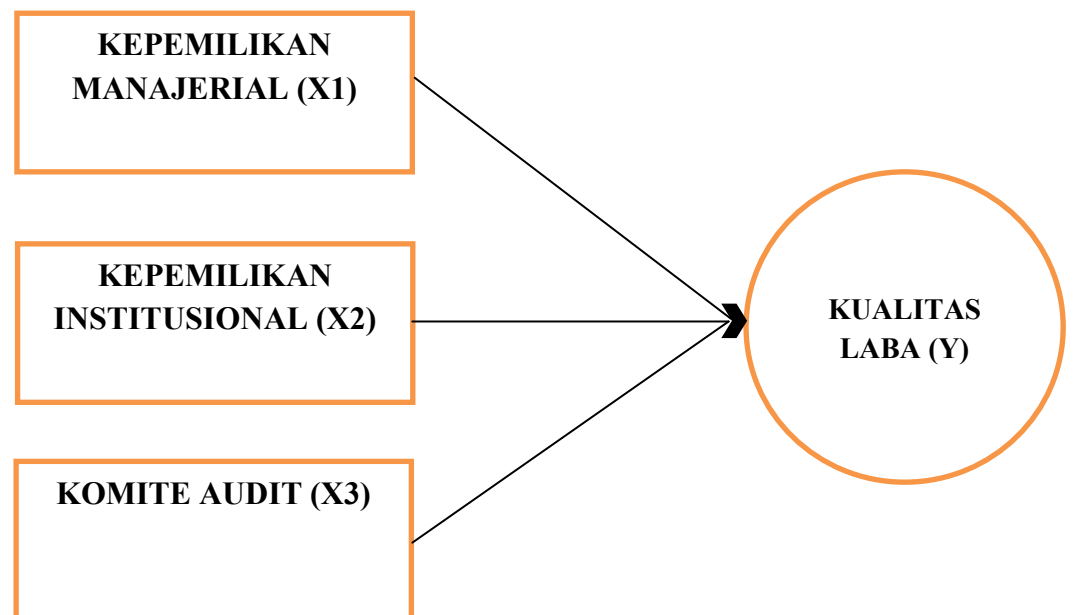 KEPEMILIKAN
MANAJERIAL (X1)
KEPEMILIKAN
INSTITUSIONAL (X2)
KOMITE AUDIT (X3)
KUALITAS
LABA (Y)